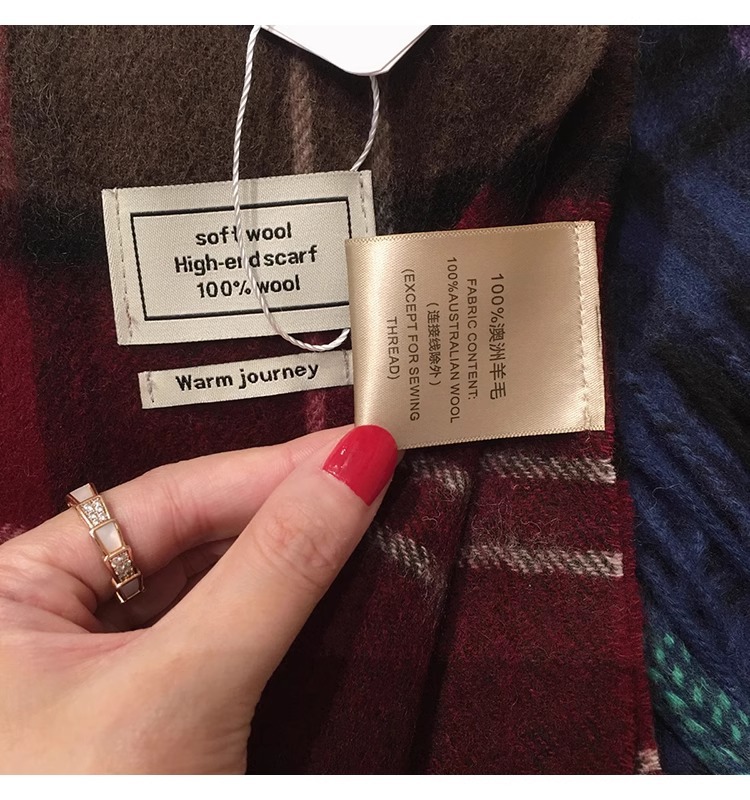 soft wool
High-end scarf
100% wool
Warm journey
100%澳洲羊毛
FABRIC CONTENT:
100%AUSTRALIAN WOOL
(连接线除外)
(EXCEPT FOR SEWING
THREAD)